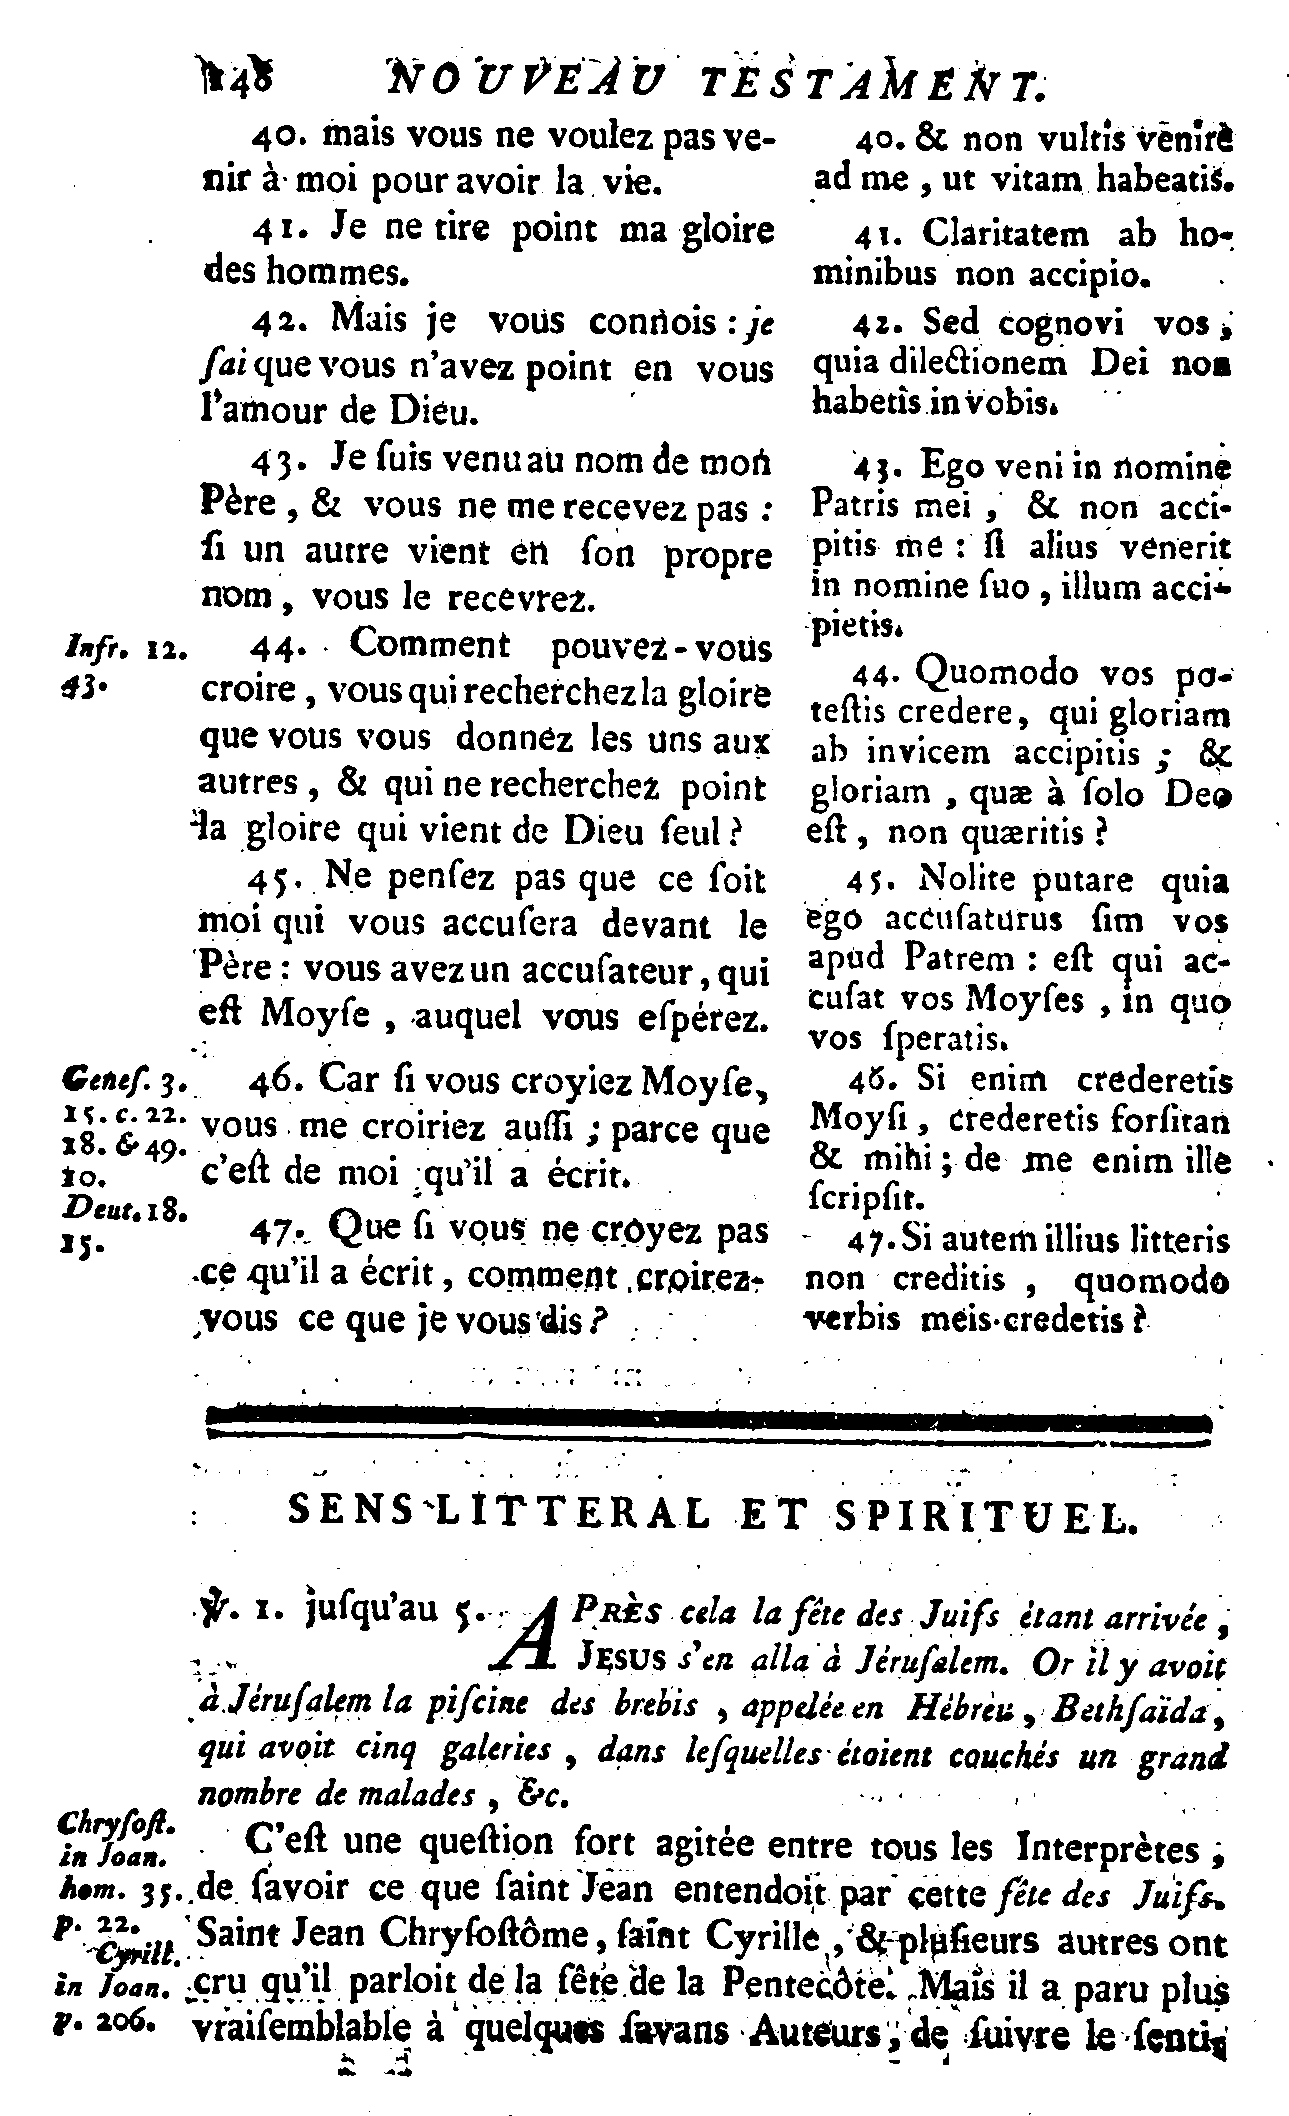 148 NOUVEAU TESTAMENT.
40. mais vous ne voulez pas ve-
nir à moi pour avoir la vie.
41. Je ne tire point ma gloire
des hommes.
42. Mais je vous connois : je
ſai que vous n'avez point en vous
l'amour de Dieu.
43. Je ſuis venu au nom de mon
Père, & vous ne me recevez pas :
ſi un autre vient en ſon propre
nom, vous le recevrez.
Infr. 12.
43.
44. Comment pouvez-vous
croire, vous qui recherchez la gloire
que vous vous donnez les uns aux
autres, & qui ne recherchez point
la gloire qui vient de Dieu ſeul ?
45. Ne penſez pas que ce ſoit
moi qui vous accuſera devant le
Père : vous avez un accuſateur, qui
eſt Moyſe, auquel vous eſpérez.
Geneſ. 3.
15. c. 22.
18. & 49.
10.
Deut. 18.
15.
46. Car ſi vous croyiez Moyſe,
vous me croiriez auſſi ; parce que
c'eſt de moi qu'il a écrit.
47. Que ſi vous ne croyez pas
ce qu'il a écrit, comment croirez-
vous ce que je vous dis ?
40. & non vultis venire
ad me, ut vitam habeatis.
41. Claritatem ab ho-
minibus non accipio.
42. Sed cognovi vos,
quia dilectionem Dei non
habetis in vobis.
43. Ego veni in nomine
Patris mei, & non acci-
pitis me : ſi alius venerit
in nomine ſuo, illum acci-
pietis.
44. Quomodo vos po-
teſtis credere, qui gloriam
ab invicem accipitis ; &
gloriam, quæ à ſolo Deo
eſt, non quæritis ?
45. Nolite putare quia
ego accuſaturus ſim vos
apud Patrem : eſt qui ac-
cuſat vos Moyſes, in quo
vos ſperatis.
46. Si enim crederetis
Moyſi, crederetis forſitan
& mihi ; de me enim ille
ſcripſit.
47. Si autem illius litteris
non creditis, quomodo
verbis meis credetis ?
SENS LITTERAL ET SPIRITUEL.
℣. 1. juſqu'au 5. APRÈS cela la fête des Juifs étant arrivée,
JESUS s'en alla à Jéruſalem. Or il y avoit
à Jéruſalem la piſcine des brebis, appelée en Hébreu, Bethſaïda,
qui avoit cinq galeries, dans leſquelles étoient couchés un grand
nombre de malades, &c.
Chryſoſt.
in Joan.
hom. 35.
p. 22.
Cyrill.
in Joan.
p. 206.
C'eſt une queſtion fort agitée entre tous les Interprètes ;
de ſavoir ce que ſaint Jean entendoit par cette fête des Juifs.
Saint Jean Chryſoſtôme, ſaint Cyrille, & pluſieurs autres ont
cru qu'il parloit de la fête de la Pentecôte. Mais il a paru plus
vraiſemblable à quelques ſavans Auteurs, de ſuivre le ſenti-